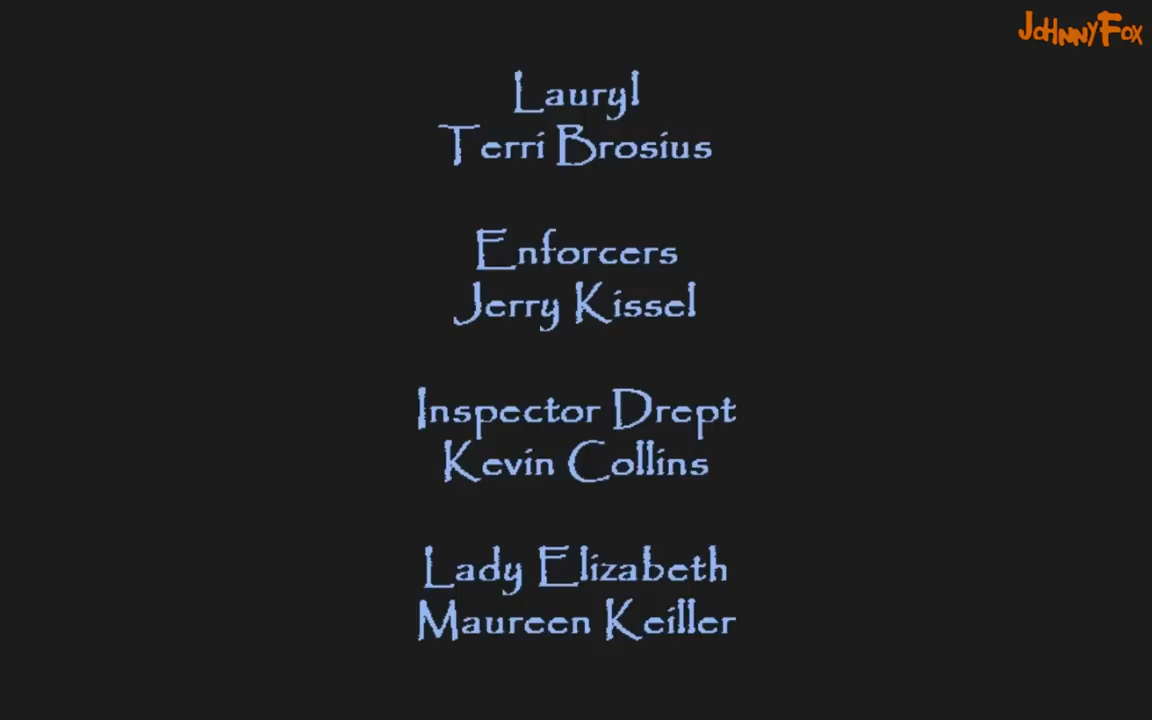 JohnnyFox
Lauryl
Terri Brosius
Enforcers
Jerry Kissel
Inspector Drept
Kevin Collins
Lady Elizabeth
Maureen Keiller